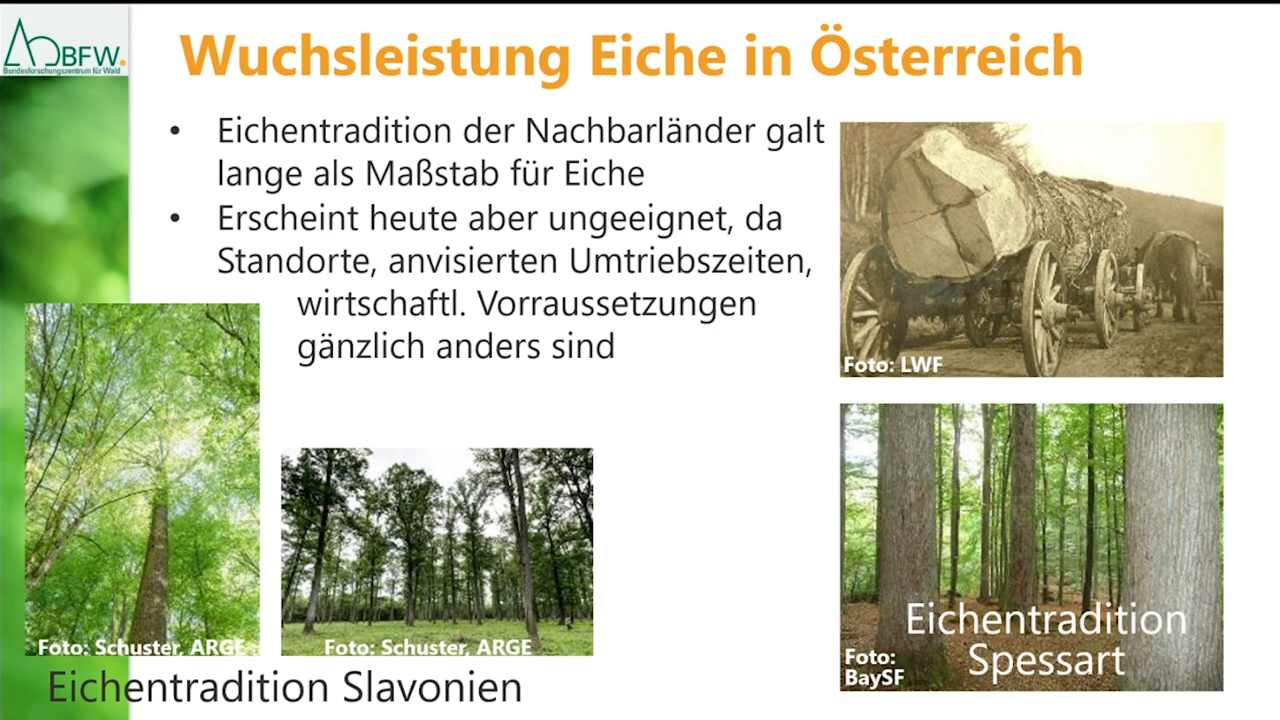 BFW.
Bundesforschungszentrum für Wald
Wuchsleistung Eiche in Österreich
• Eichentradition der Nachbarländer galt
lange als Maßstab für Eiche
• Erscheint heute aber ungeeignet, da
Standorte, anvisierten Umtriebszeiten,
wirtschaftl. Vorraussetzungen
gänzlich anders sind
Foto: LWF
Foto: Schuster, ARGE
Foto: Schuster, ARGE
Eichentradition Slavonien
Eichentradition
Spessart
Foto:
BaySF